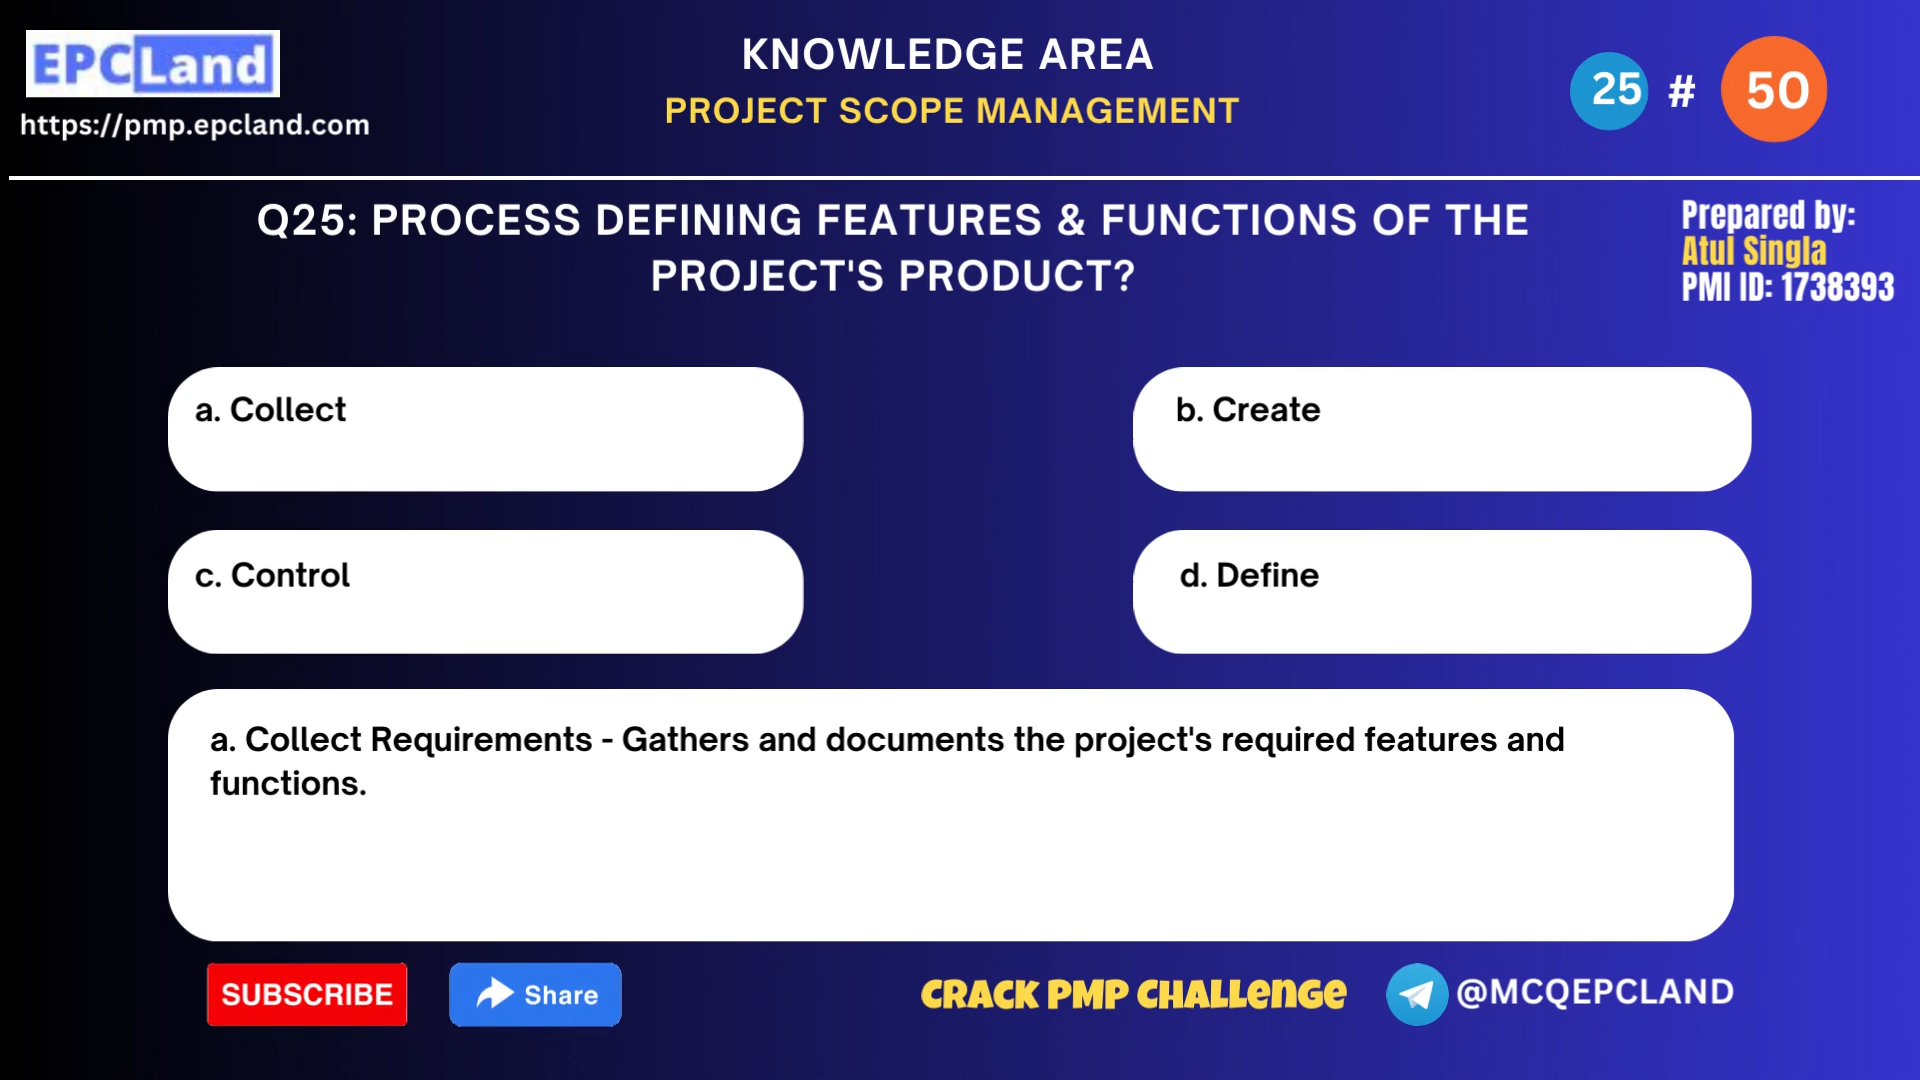 EPCLand
https://pmp.epcland.com
KNOWLEDGE AREA
PROJECT SCOPE MANAGEMENT
25 # 50
Q25: PROCESS DEFINING FEATURES & FUNCTIONS OF THE
PROJECT'S PRODUCT?
Prepared by:
Atul Singla
PMI ID: 1738393
a. Collect
b. Create
c. Control
d. Define
a. Collect Requirements - Gathers and documents the project's required features and
functions.
SUBSCRIBE
Share
CRACK PMP CHALLENGE
@MCQEPCLAND